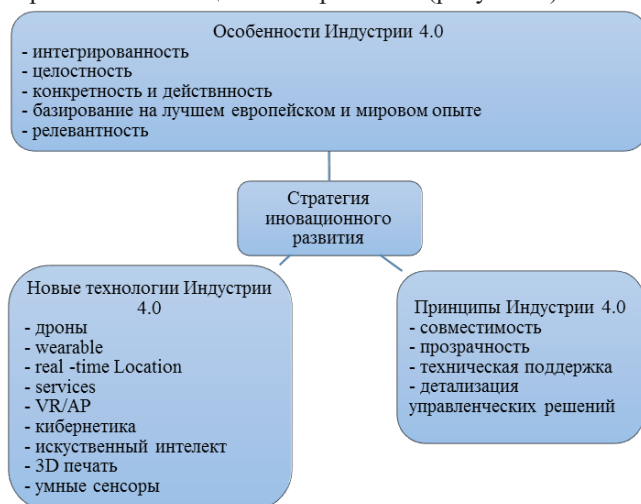 Особенности Индустрии 4.0
- интегрированность
- целостность
- конкретность и действнность
- базирование на лучшем европейском и мировом опыте
- релевантность
Стратегия
иновационного
развития
Новые технологии Индустрии
4.0
- дроны
- wearable
- real -time Location
- services
- VR/AP
- кибернетика
- искуственный интелект
- 3D печать
- умные сенсоры
Принципы Индустрии 4.0
- совместимость
- прозрачность
- техническая поддержка
- детализация
управленческих решений